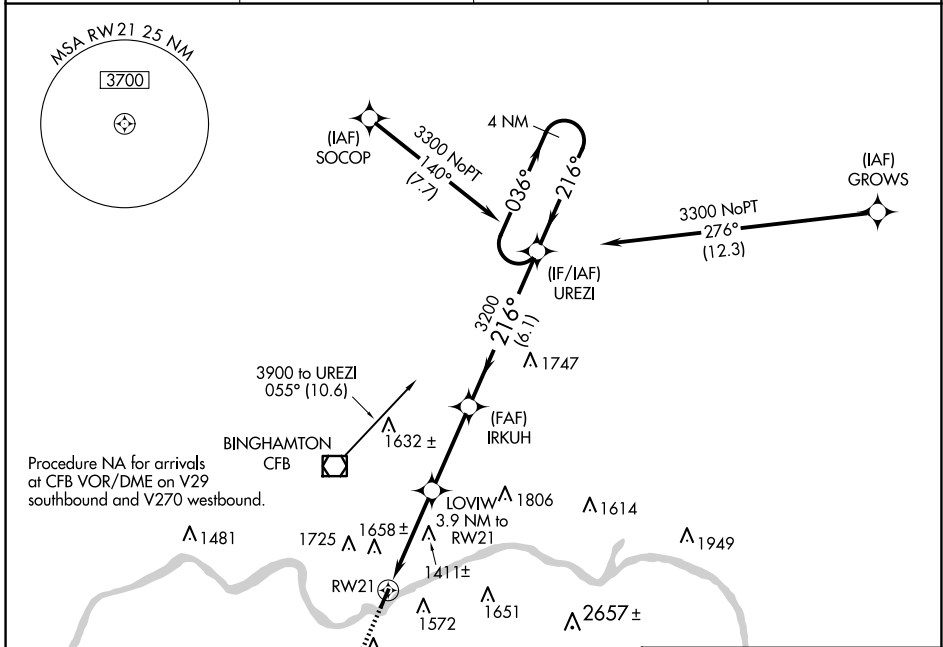 MSA RW21 25 NM
3700
(IAF)
SOCOP
3300 NoPT
140°
(7.7)
4 NM
036°
216°
(IAF)
GROWS
3300 NoPT
276°
(12.3)
(IF/IAF)
UREZI
3200
216°
(6.1)
1747
3900 to UREZI
055° (10.6)
(FAF)
IRKUH
1632 ±
BINGHAMTON
CFB
Procedure NA for arrivals
at CFB VOR/DME on V29
southbound and V270 westbound.
LOVIW
3.9 NM to
RW21
1806
1614
1481
1725
1658 ±
1949
1411±
RW21
1572
1651
2657 ±